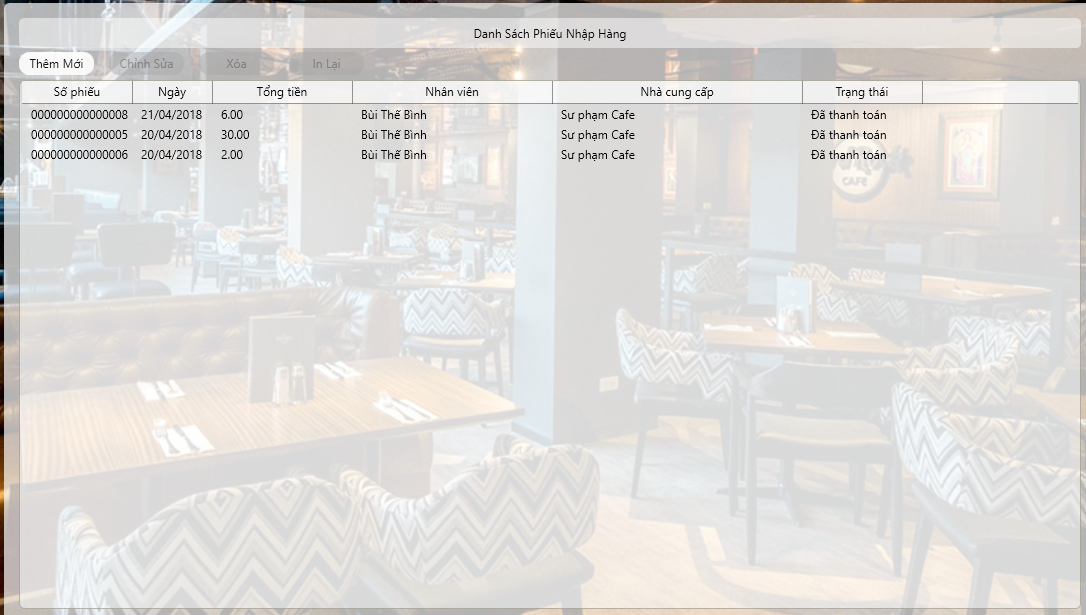 Danh Sách Phiếu Nhập Hàng
Thêm Mới Chỉnh Sửa Xóa In Lại
Số phiếu Ngày Tổng tiền Nhân viên Nhà cung cấp Trạng thái
000000000000008 21/04/2018 6.00 Bùi Thế Bình Sư phạm Cafe Đã thanh toán
000000000000005 20/04/2018 30.00 Bùi Thế Bình Sư phạm Cafe Đã thanh toán
000000000000006 20/04/2018 2.00 Bùi Thế Bình Sư phạm Cafe Đã thanh toán
CAFE